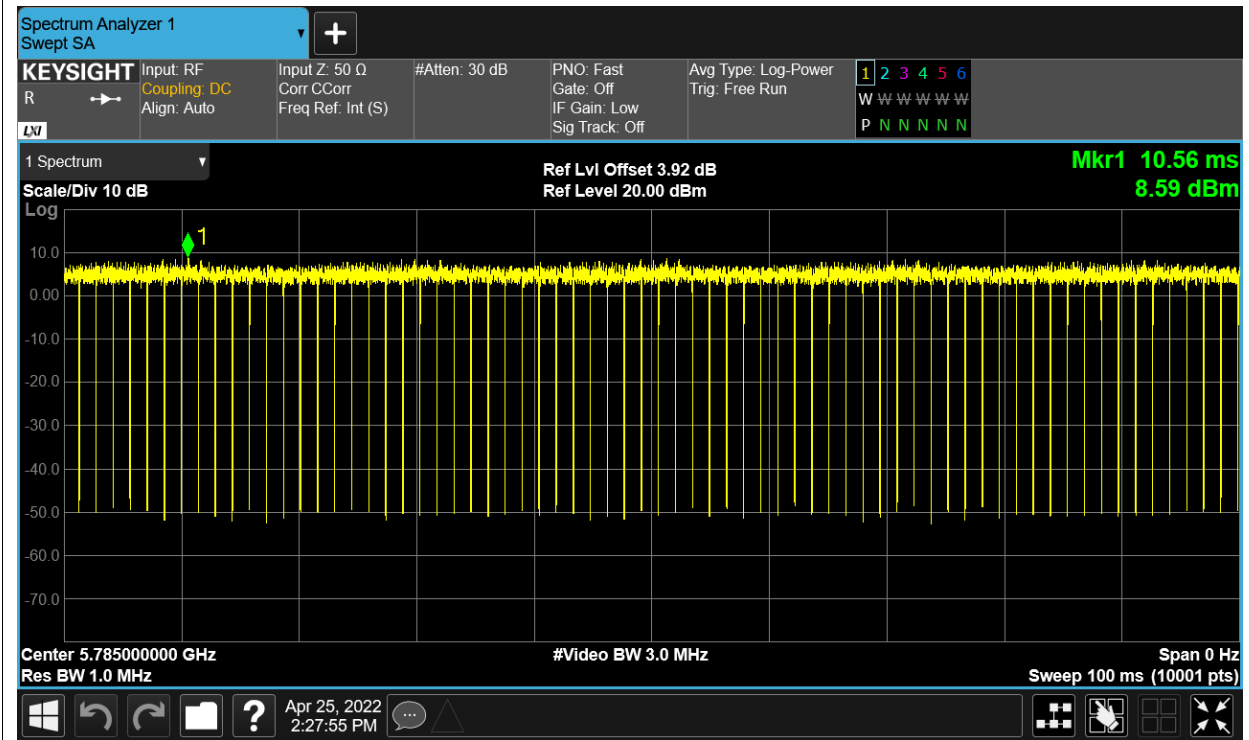 Spectrum Analyzer 1
Swept SA
KEYSIGHT
R
LXI
Input: RF
Coupling: DC
Align: Auto
Input Z: 50 Ω
Corr CCorr
Freq Ref: Int (S)
#Atten: 30 dB
PNO: Fast
Gate: Off
IF Gain: Low
Sig Track: Off
Avg Type: Log-Power
Trig: Free Run
1 2 3 4 5 6
W W W W W W
P N N N N N
1 Spectrum
Scale/Div 10 dB
Log
Ref Lvl Offset 3.92 dB
Ref Level 20.00 dBm
Mkr1 10.56 ms
8.59 dBm
1
10.0
0.00
-10.0
-20.0
-30.0
-40.0
-50.0
-60.0
-70.0
Center 5.785000000 GHz
#Video BW 3.0 MHz
Span 0 Hz
Res BW 1.0 MHz
Sweep 100 ms (10001 pts)
?
Apr 25, 2022
2:27:55 PM